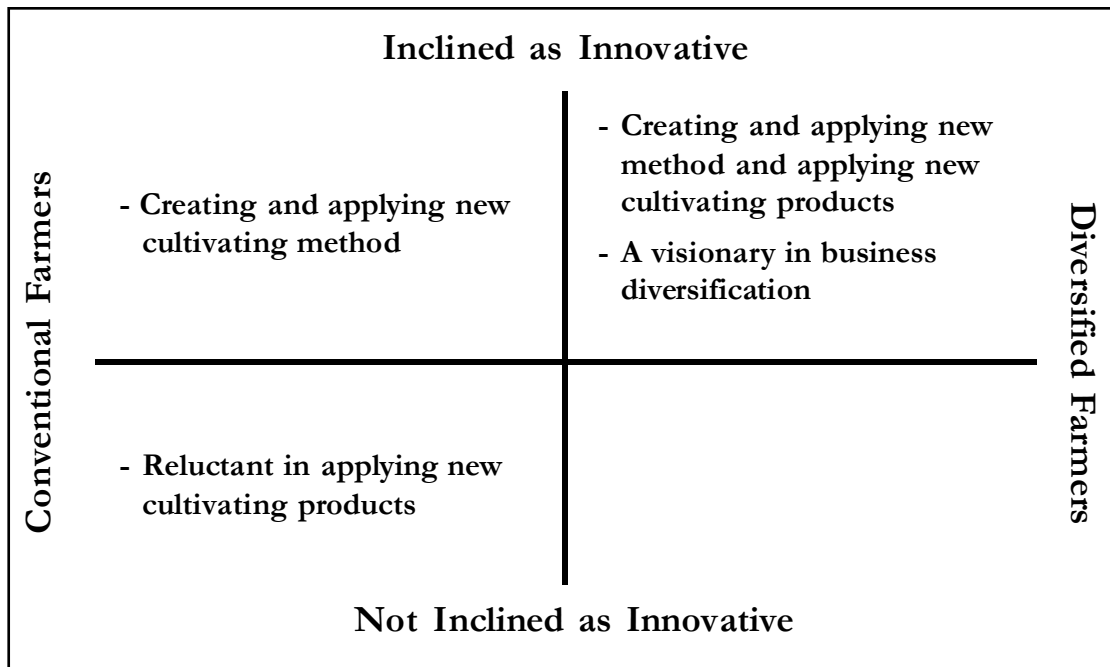 Inclined as Innovative
Conventional Farmers
- Creating and applying new
cultivating method
- Creating and applying new
method and applying new
cultivating products
- A visionary in business
diversification
Diversified Farmers
- Reluctant in applying new
cultivating products
Not Inclined as Innovative